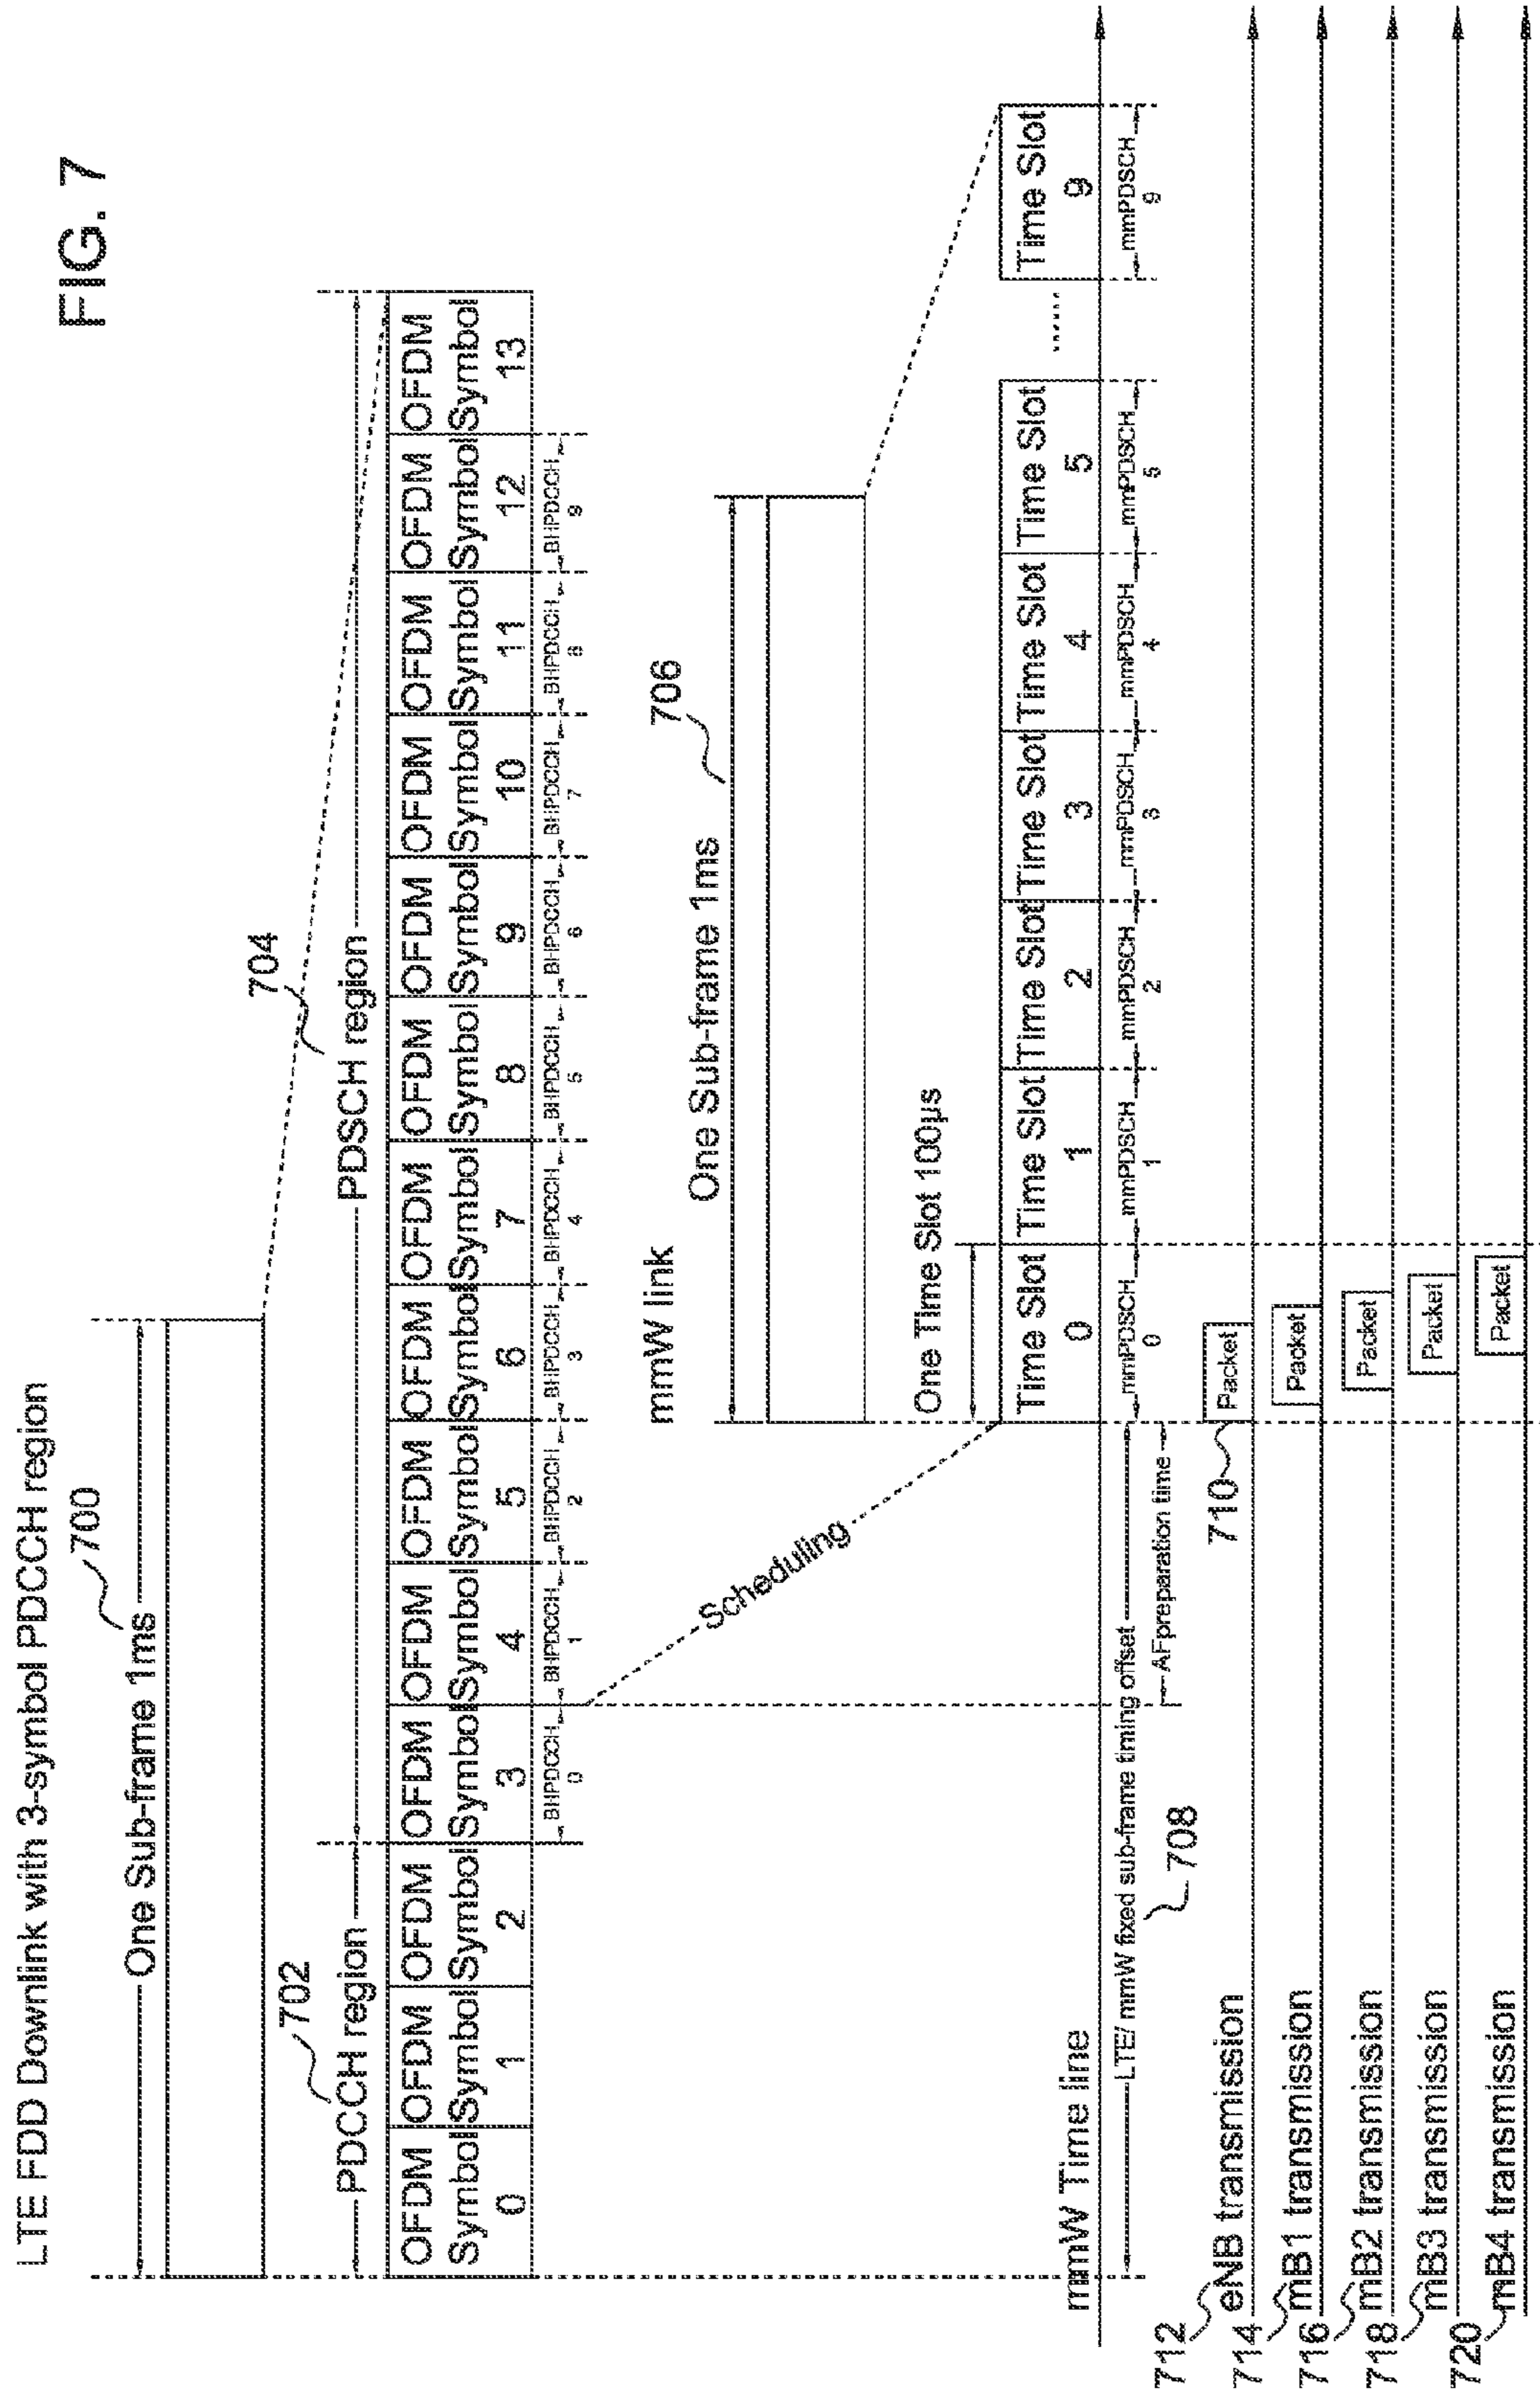 FIG. 7
LTE FDD Downlink with 3-symbol PDCCH region
700
One Sub-frame 1ms
702
704
PDCCH region
PDSCH region
OFDM Symbol 0
OFDM Symbol 1
OFDM Symbol 2
OFDM Symbol 3
OFDM Symbol 4
OFDM Symbol 5
OFDM Symbol 6
OFDM Symbol 7
OFDM Symbol 8
OFDM Symbol 9
OFDM Symbol 10
OFDM Symbol 11
OFDM Symbol 12
OFDM Symbol 13
BHPDCCH 0
BHPDCCH 1
BHPDCCH 2
BHPDCCH 3
BHPDCCH 4
BHPDCCH 5
BHPDCCH 6
BHPDCCH 7
BHPDCCH 8
BHPDCCH 9
Scheduling
mmW link
706
One Sub-frame 1ms
One Time Slot 100µs
Time Slot 0
Time Slot 1
Time Slot 2
Time Slot 3
Time Slot 4
Time Slot 5
......
Time Slot 9
mmW Time line
mmPDSCH 0
mmPDSCH 1
mmPDSCH 2
mmPDSCH 3
mmPDSCH 4
mmPDSCH 5
mmPDSCH 9
LTE/ mmW fixed sub-frame timing offset
708
AFpreparation time
710
712
eNB transmission
Packet
714
mB1 transmission
Packet
716
mB2 transmission
Packet
718
mB3 transmission
Packet
720
mB4 transmission
Packet